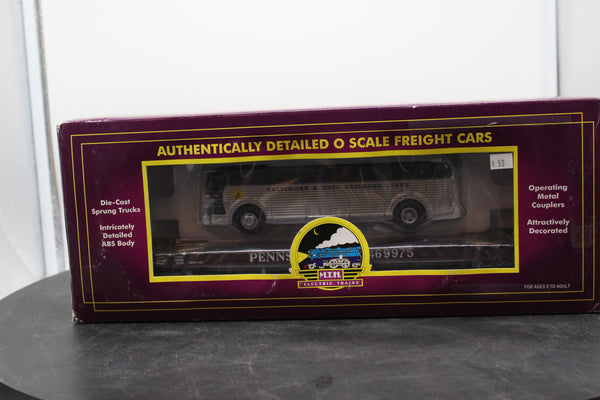 AUTHENTICALLY DETAILED O SCALE FREIGHT CARS
$ 50
Die-Cast
Sprung Trucks
Intricately
Detailed
ABS Body
BALTIMORE & OHIO RAILROAD
PENNS 469975
M.T.H.
ELECTRIC TRAINS
Operating
Metal
Couplers
Attractively
Decorated
FOR AGES 8 TO ADULT